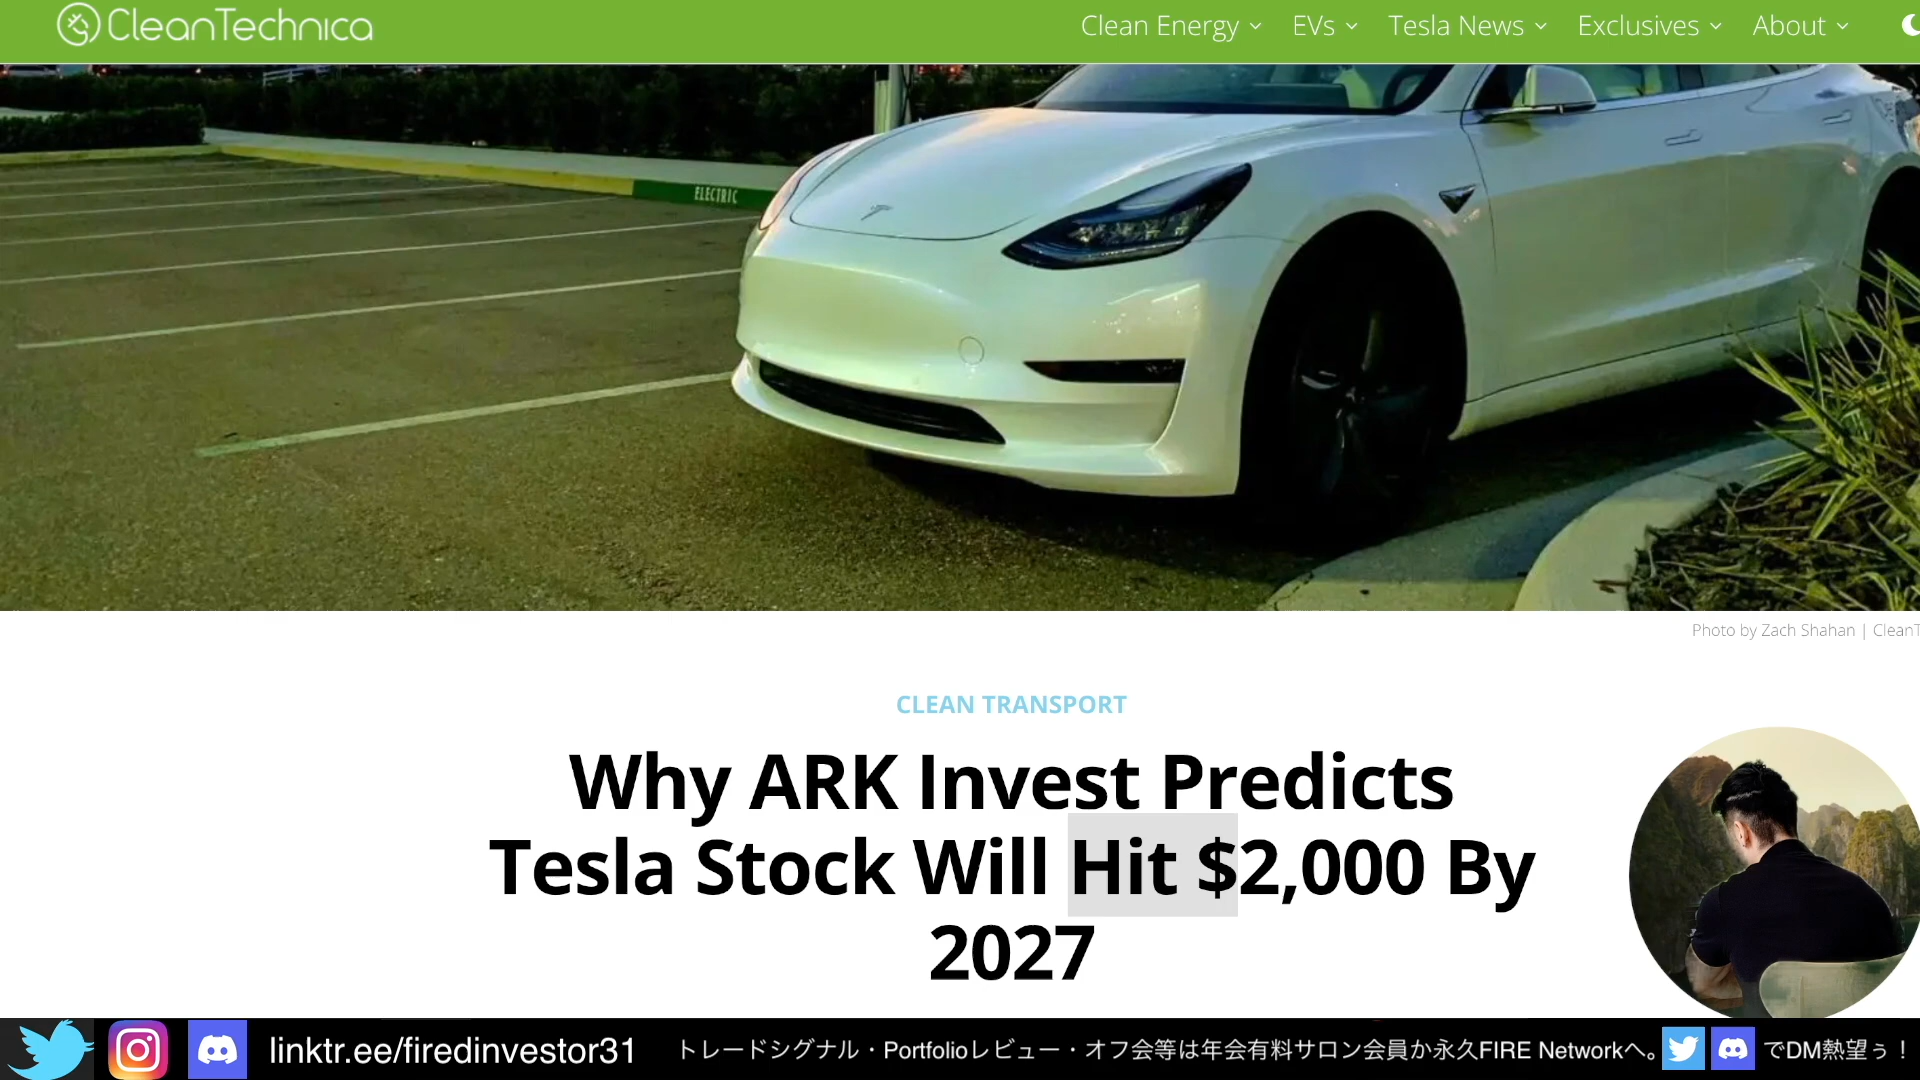 CleanTechnica
Clean Energy EVs Tesla News Exclusives About
ELECTRIC
Photo by Zach Shahan | CleanT
CLEAN TRANSPORT
Why ARK Invest Predicts
Tesla Stock Will Hit $2,000 By
2027
linktr.ee/firedinvestor31 トレードシグナル・Portfolioレビュー・オフ会等は年会有料サロン会員か永久FIRE Networkへ。 でDM熱望ぅ！